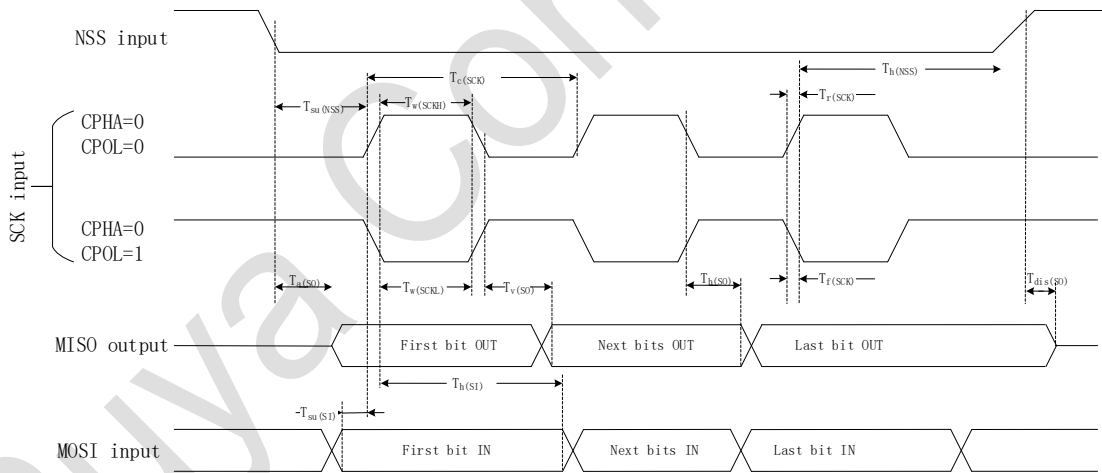 NSS input
Tc(SCK)
Th(NSS)
Tsu(NSS)
Tw(SCKH)
Tr(SCK)
CPHA=0
CPOL=0
SCK input
CPHA=0
CPOL=1
Ta(SO)
Tw(SCKL)
Tv(SO)
Th(SO)
Tf(SCK)
Tdis(SO)
MISO output
First bit OUT
Next bits OUT
Last bit OUT
Th(SI)
Tsu(SI)
MOSI input
First bit IN
Next bits IN
Last bit IN